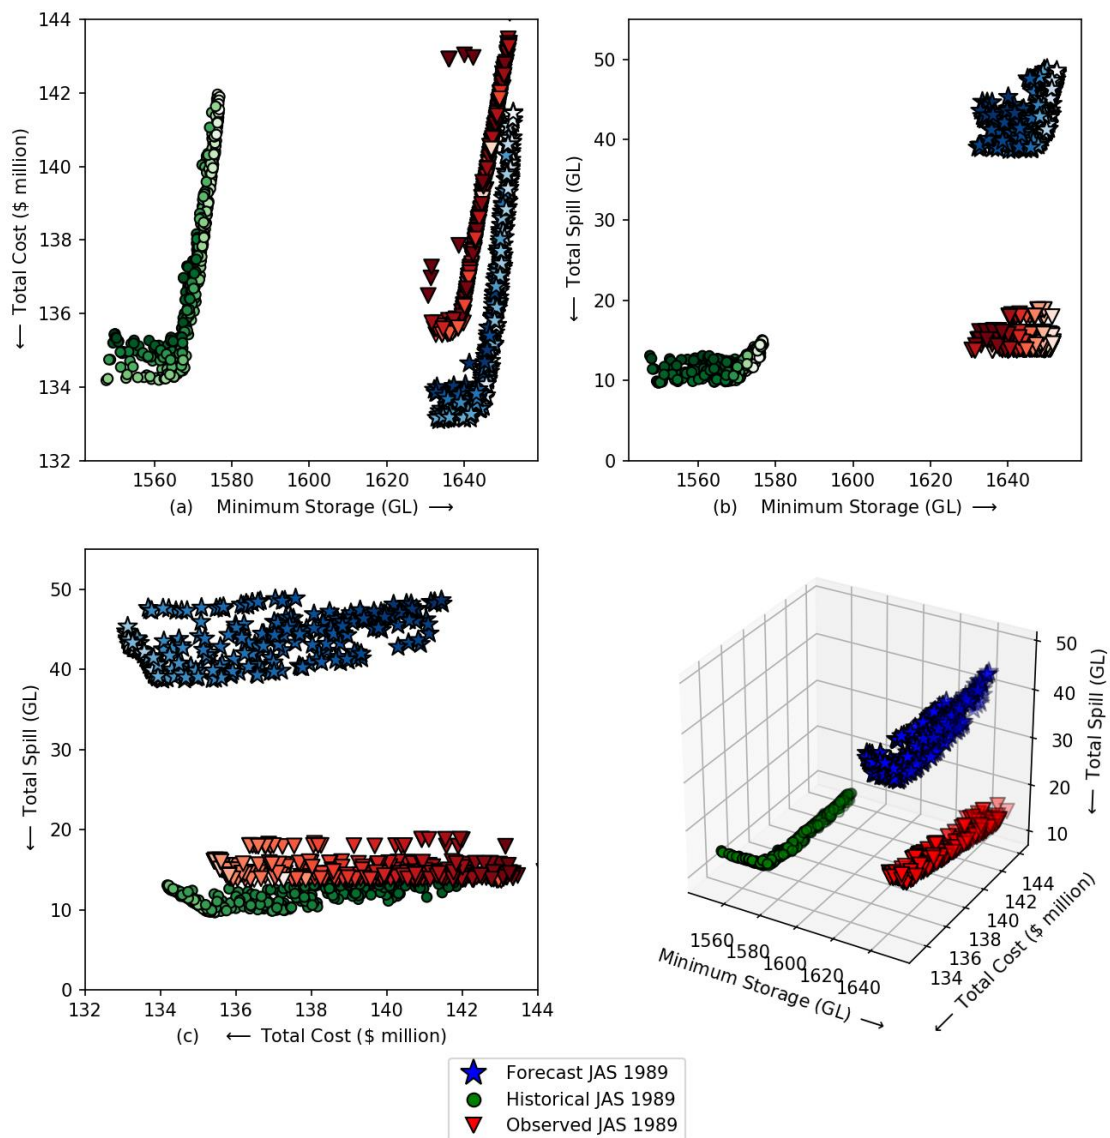 144
142
140
138
136
134
132
← Total Cost ($ million)
1560 1580 1600 1620 1640
(a) Minimum Storage (GL) →
50
40
30
20
10
0
← Total Spill (GL)
1560 1580 1600 1620 1640
(b) Minimum Storage (GL) →
50
40
30
20
10
0
← Total Spill (GL)
132 134 136 138 140 142 144
(c) ← Total Cost ($ million)
50
40
30
20
10
← Total Spill (GL)
144
142
140
138
136
134
← Total Cost ($ million)
1560 1580 1600 1620 1640
Minimum Storage (GL) →
Forecast JAS 1989
Historical JAS 1989
Observed JAS 1989